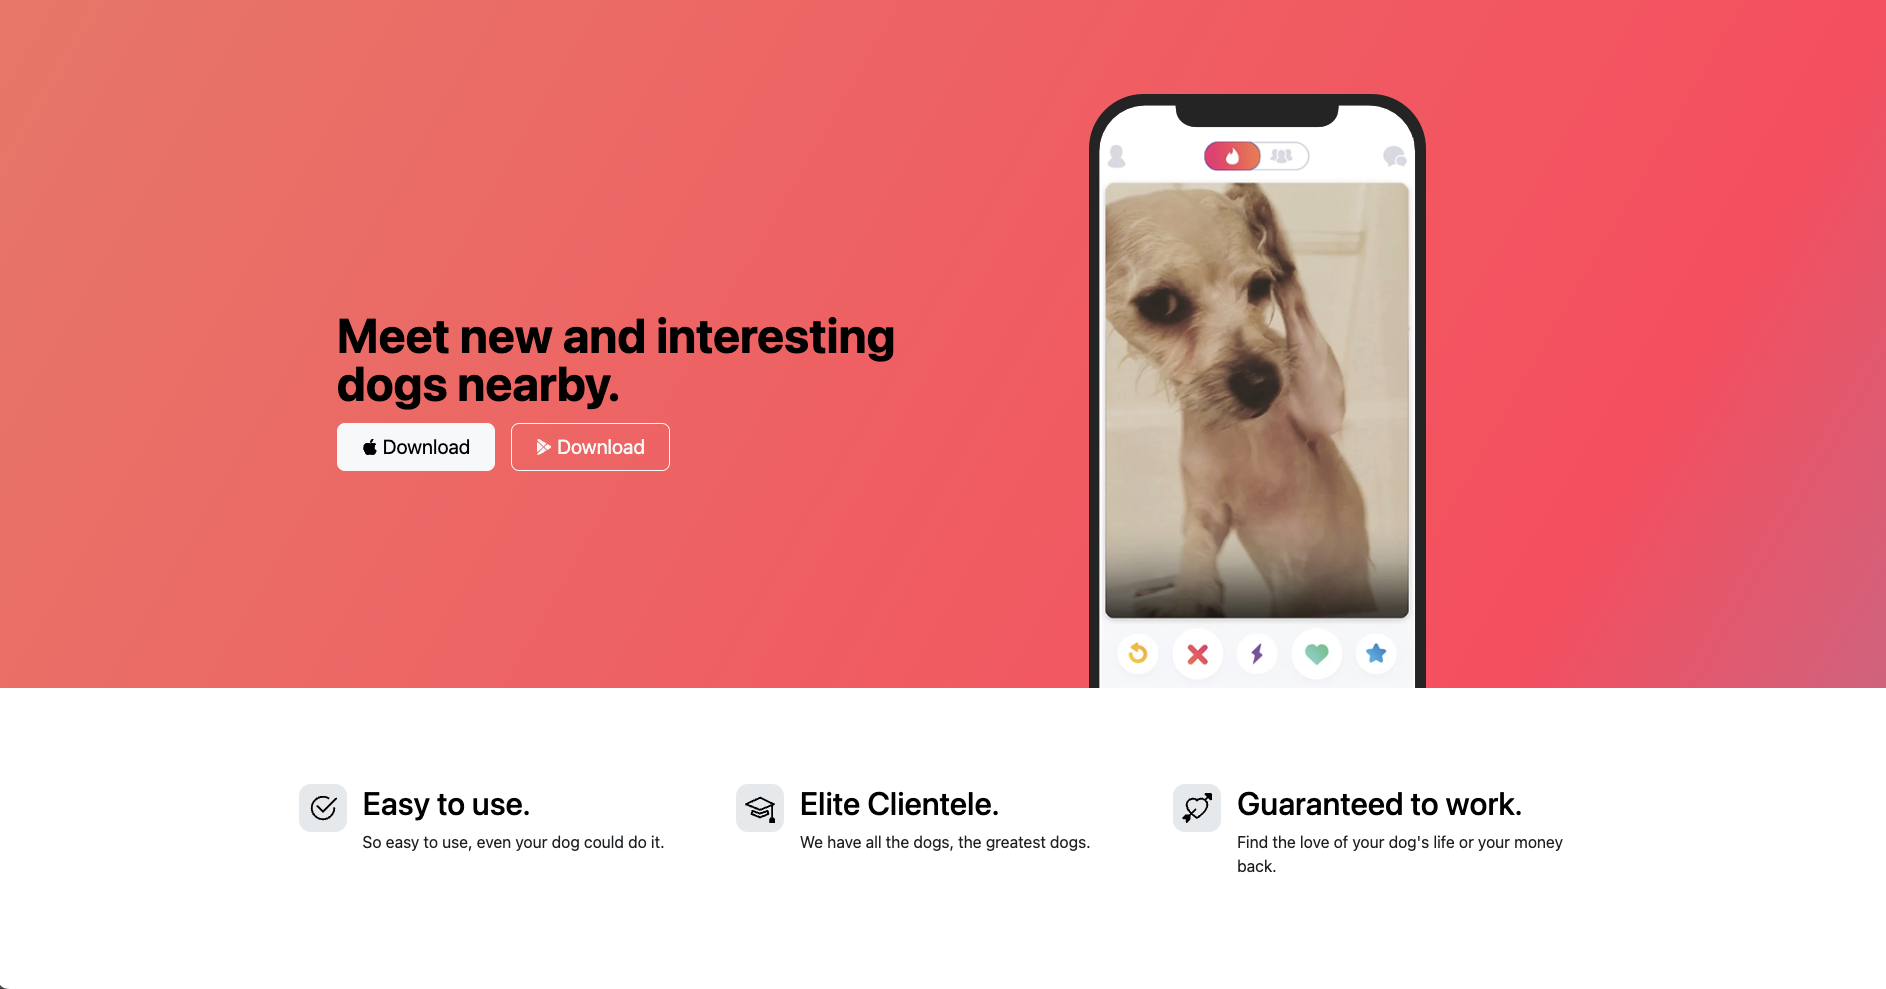 Meet new and interesting
dogs nearby.
Download
Download
Easy to use.
So easy to use, even your dog could do it.
Elite Clientele.
We have all the dogs, the greatest dogs.
Guaranteed to work.
Find the love of your dog's life or your money
back.